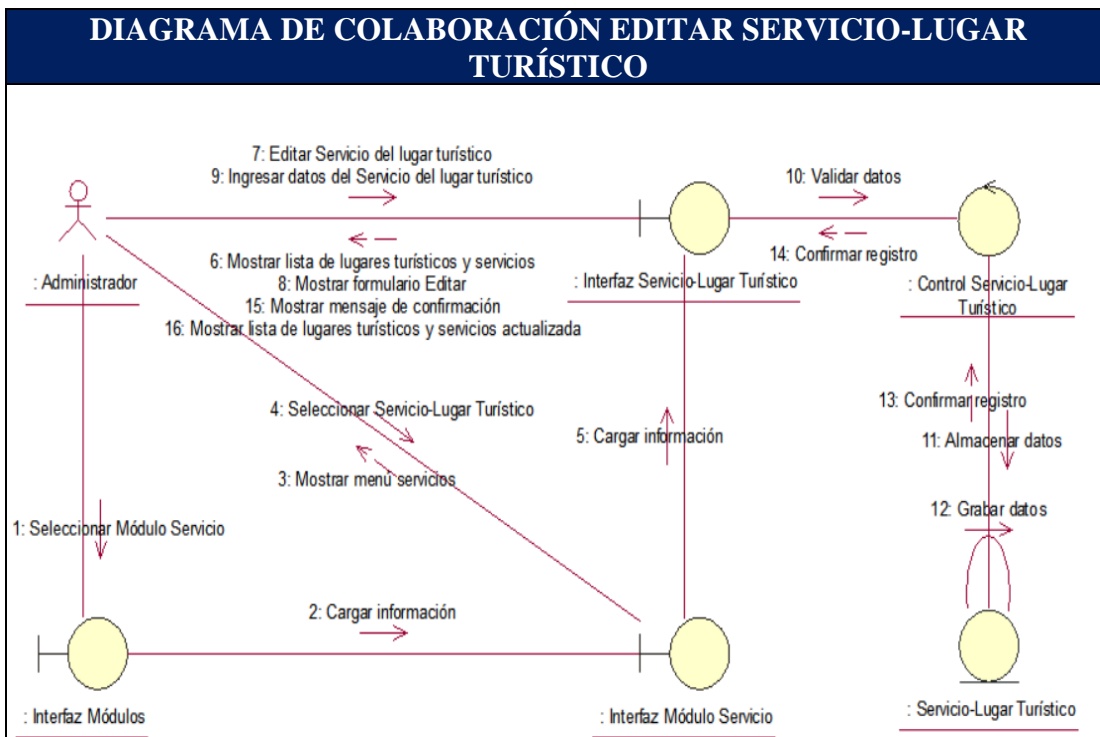 DIAGRAMA DE COLABORACIÓN EDITAR SERVICIO-LUGAR
TURÍSTICO
7: Editar Servicio del lugar turístico
9: Ingresar datos del Servicio del lugar turístico
10: Validar datos
6: Mostrar lista de lugares turísticos y servicios
8: Mostrar formulario Editar
15: Mostrar mensaje de confirmación
16: Mostrar lista de lugares turísticos y servicios actualizada
14: Confirmar registro
: Administrador
: Interfaz Servicio-Lugar Turístico
: Control Servicio-Lugar
Turístico
4: Seleccionar Servicio-Lugar Turístico
3: Mostrar menú servicios
5: Cargar información
13: Confirmar registro
11: Almacenar datos
12: Grabar datos
1: Seleccionar Módulo Servicio
2: Cargar información
: Interfaz Módulos
: Interfaz Módulo Servicio
: Servicio-Lugar Turístico